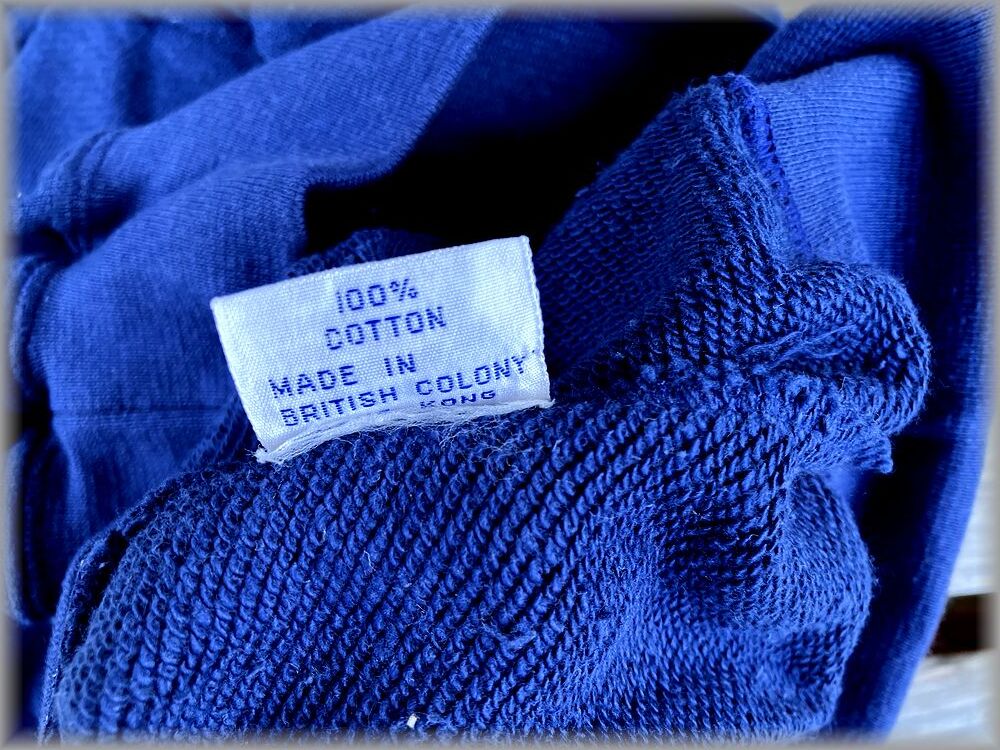 100%
COTTON
MADE IN
BRITISH COLONY
KONG